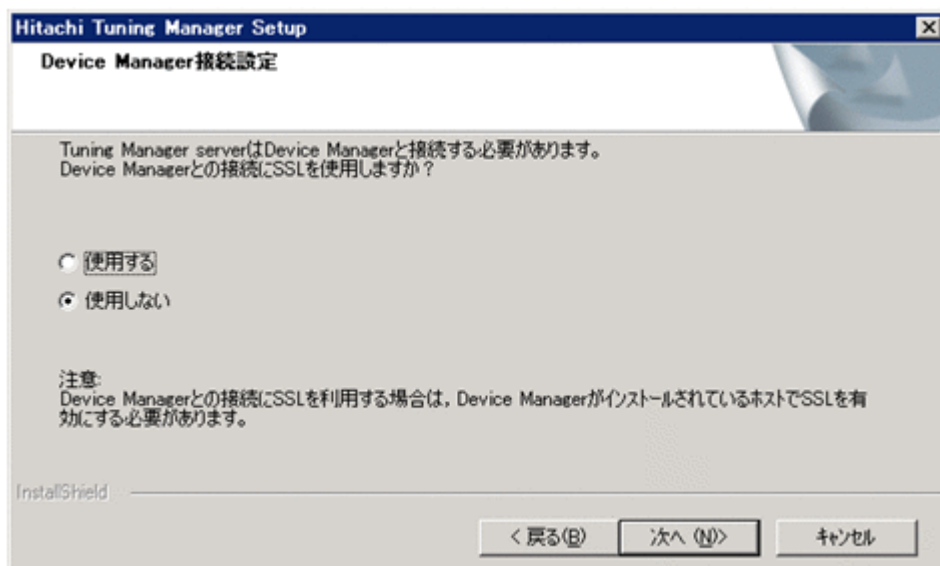 Hitachi Tuning Manager Setup
Device Manager接続設定
Tuning Manager serverはDevice Managerと接続する必要があります。
Device Managerとの接続にSSLを使用しますか？
使用する
使用しない
注意:
Device Managerとの接続にSSLを利用する場合は，Device ManagerがインストールされているホストでSSLを有
効にする必要があります。
InstallShield
< 戻る(B)
次へ (N)>
キャンセル